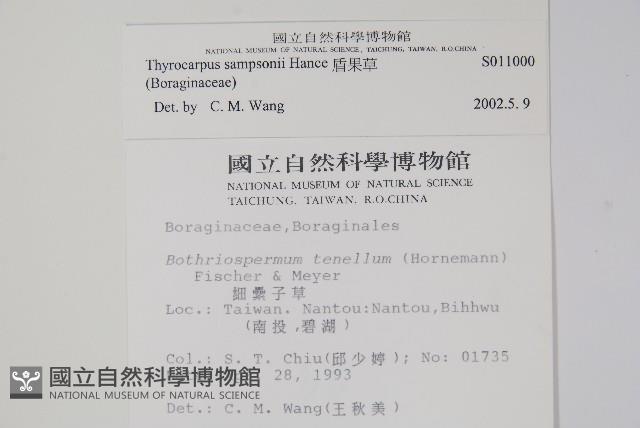 國立自然科學博物館
NATIONAL MUSEUM OF NATURAL SCIENCE, TAICHUNG, TAIWAN, R.O.CHINA
Thyrocarpus sampsonii Hance 盾果草 S011000
(Boraginaceae)
Det. by C. M. Wang 2002.5. 9
國立自然科學博物館
NATIONAL MUSEUM OF NATURAL SCIENCE
TAICHUNG, TAIWAN, R.O.CHINA
Boraginaceae,Boraginales
Bothriospermum tenellum (Hornemann)
Fischer & Meyer
細纍子草
Loc.: Taiwan. Nantou:Nantou,Bihhwu
(南投,碧湖)
Col.: S. T. Chiu(邱少婷); No: 01735
28, 1993
Det.: C. M. Wang(王秋美)
國立自然科學博物館
NATIONAL MUSEUM OF NATURAL SCIENCE